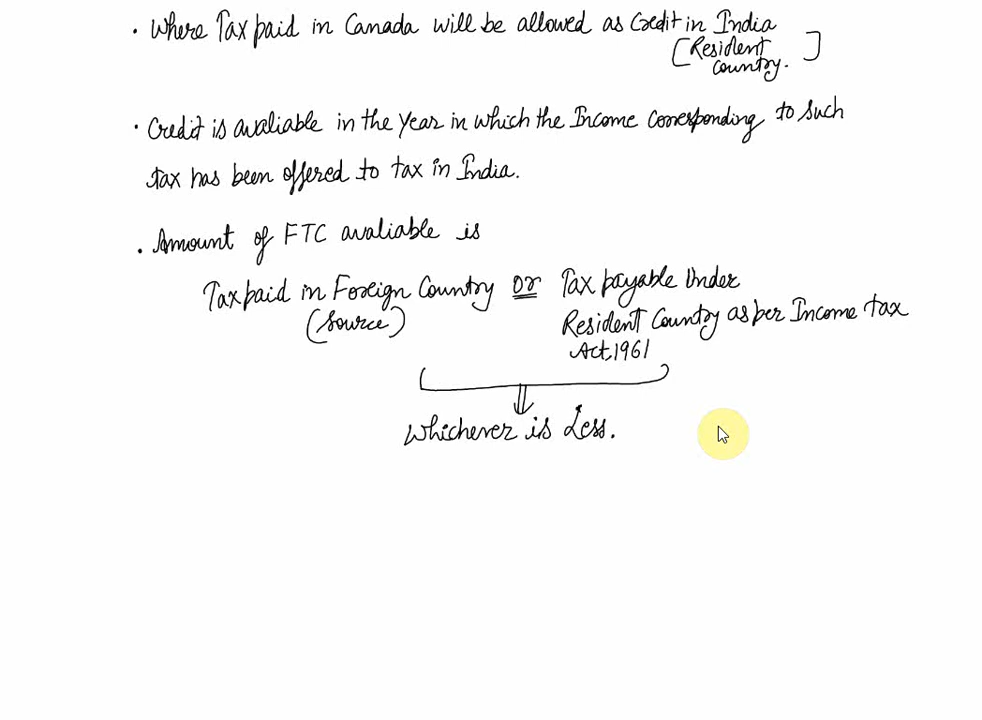 . Where Tax paid in Canada will be allowed as Credit in India
[Resident country.]
. Credit is avaliable in the Year in which the Income corresponding to such
tax has been offered to tax in India.
. Amount of FTC avaliable is
Tax paid in Foreign Country or Tax payable Under
(Source) Resident Country as per Income tax
Act,1961
Whichever is Less.